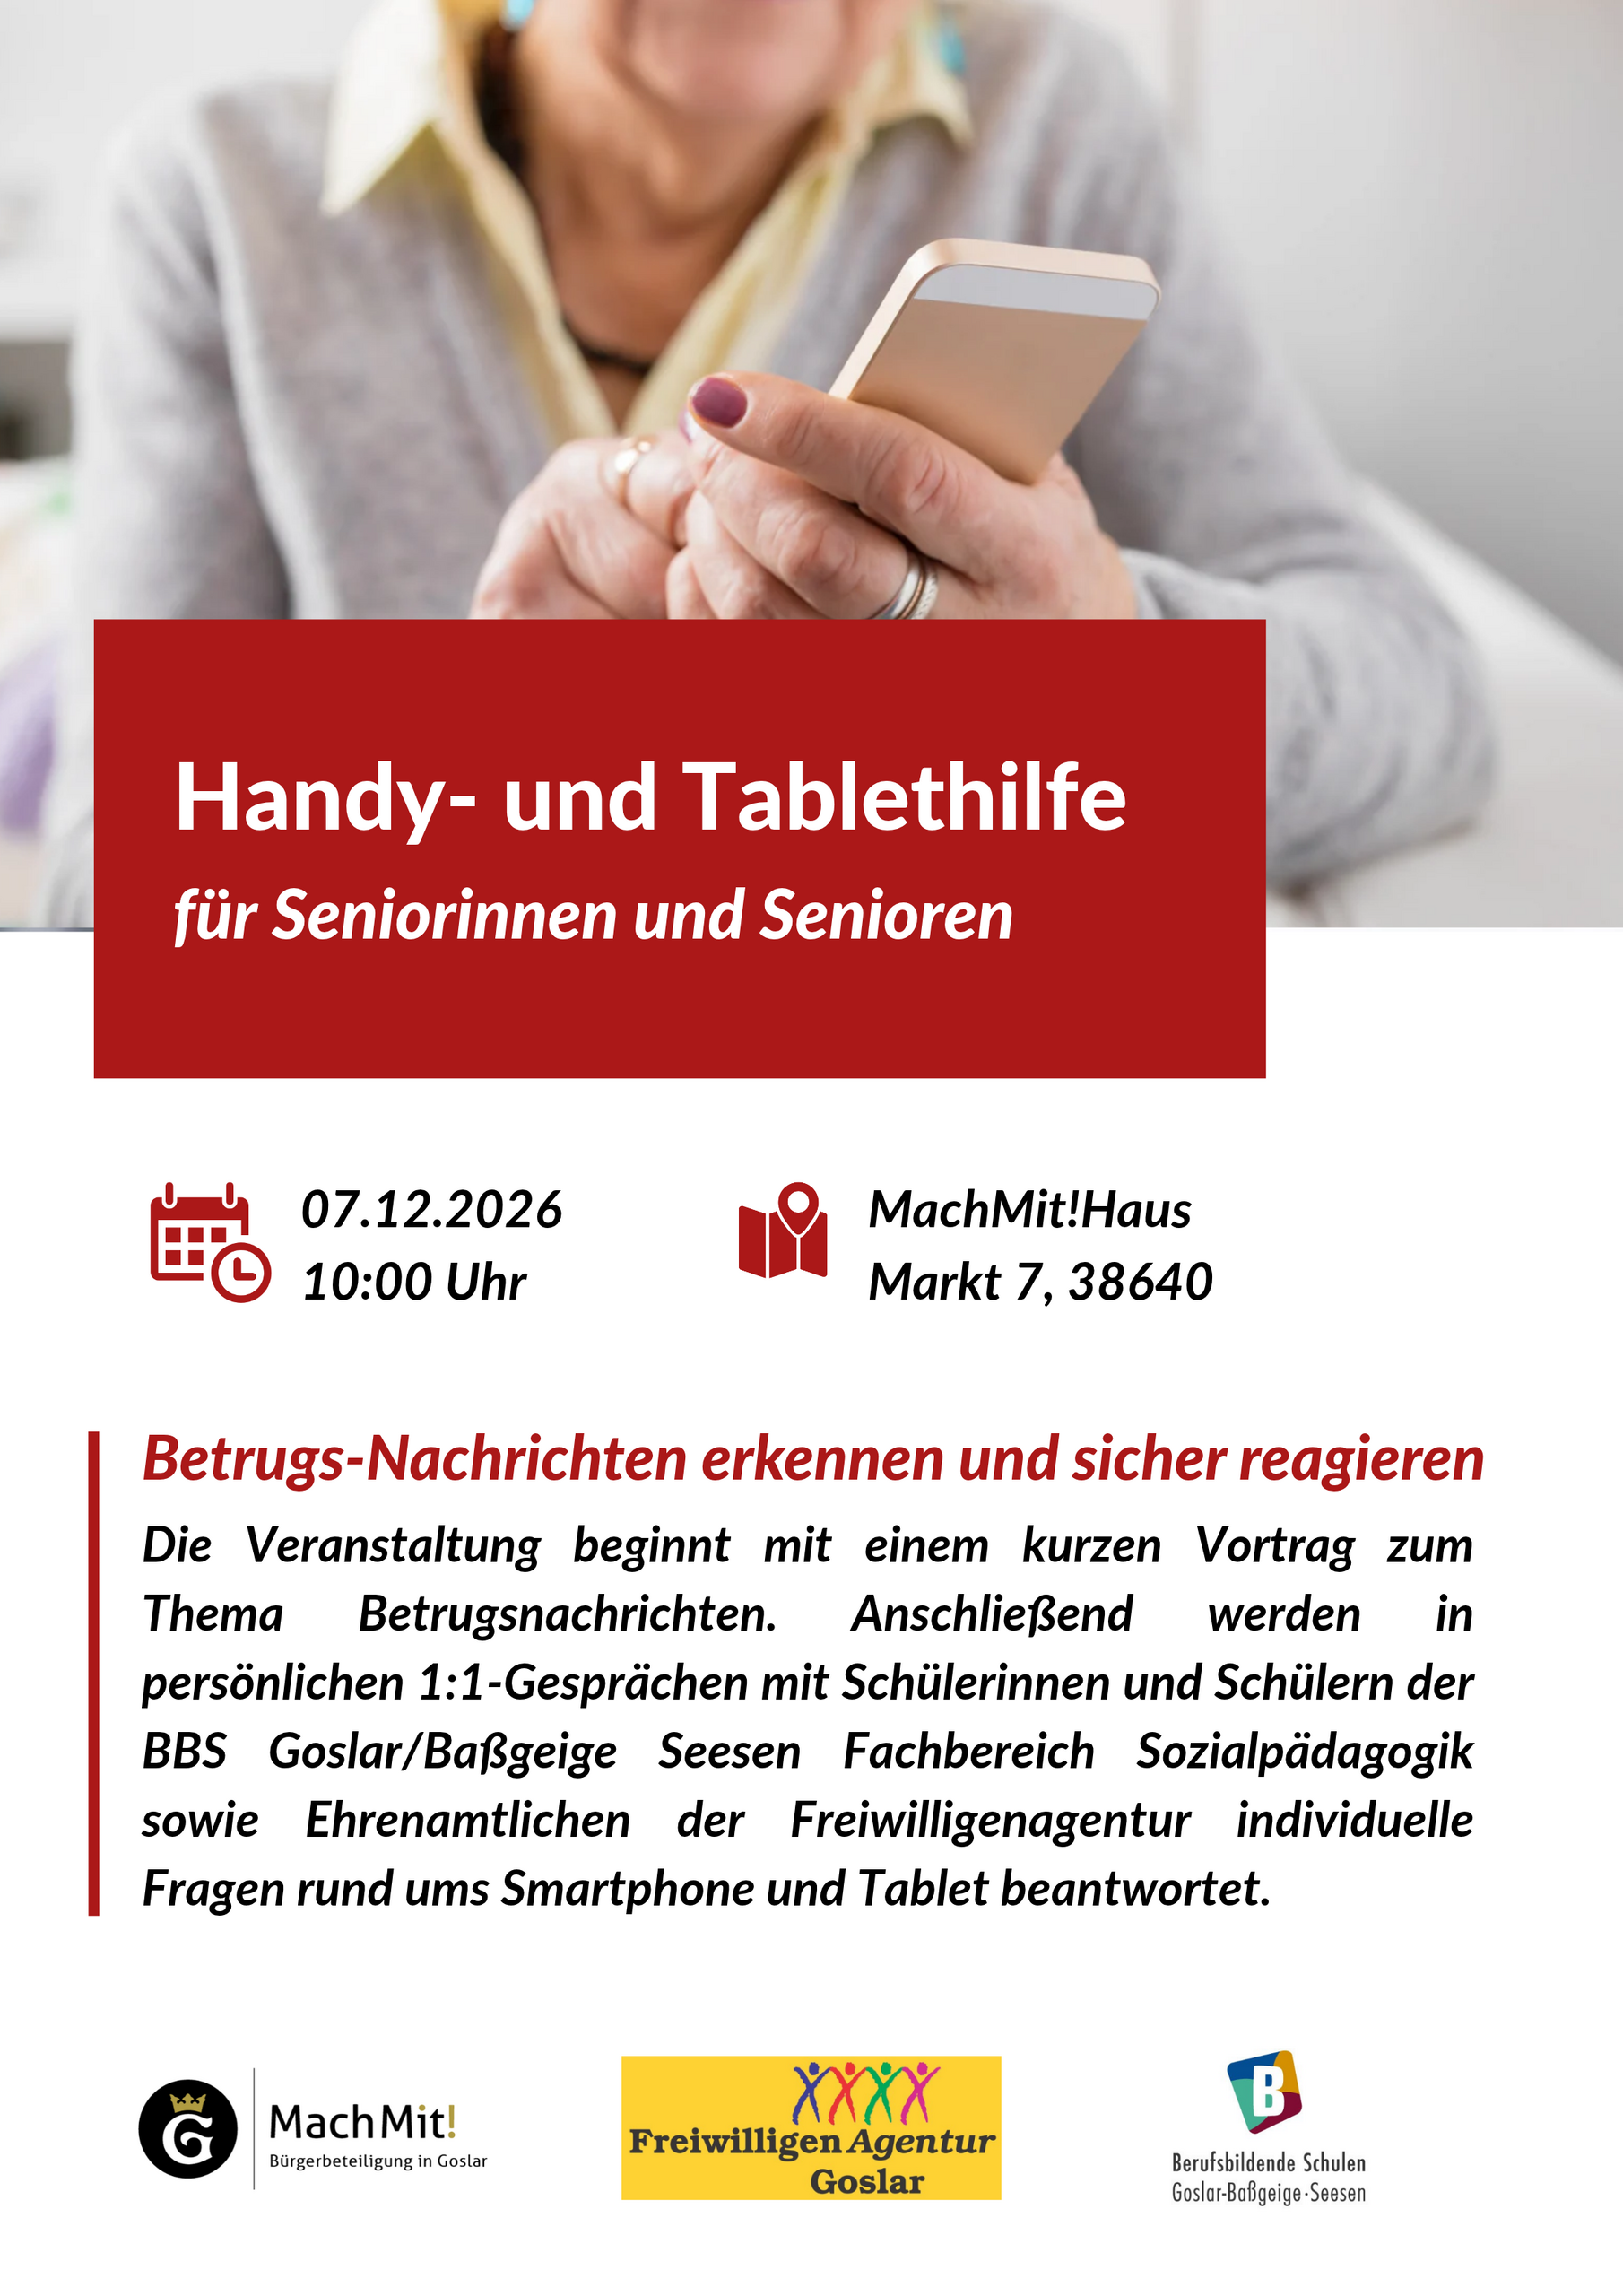 Handy- und Tablethilfe
für Seniorinnen und Senioren
07.12.2026
10:00 Uhr
MachMit!Haus
Markt 7, 38640
Betrugs-Nachrichten erkennen und sicher reagieren
Die Veranstaltung beginnt mit einem kurzen Vortrag zum
Thema Betrugsnachrichten. Anschließend werden in
persönlichen 1:1-Gesprächen mit Schülerinnen und Schülern der
BBS Goslar/Baßgeige Seesen Fachbereich Sozialpädagogik
sowie Ehrenamtlichen der Freiwilligenagentur individuelle
Fragen rund ums Smartphone und Tablet beantwortet.
G
MachMit!
Bürgerbeteiligung in Goslar
FreiwilligenAgentur
Goslar
B
Berufsbildende Schulen
Goslar-Baßgeige·Seesen